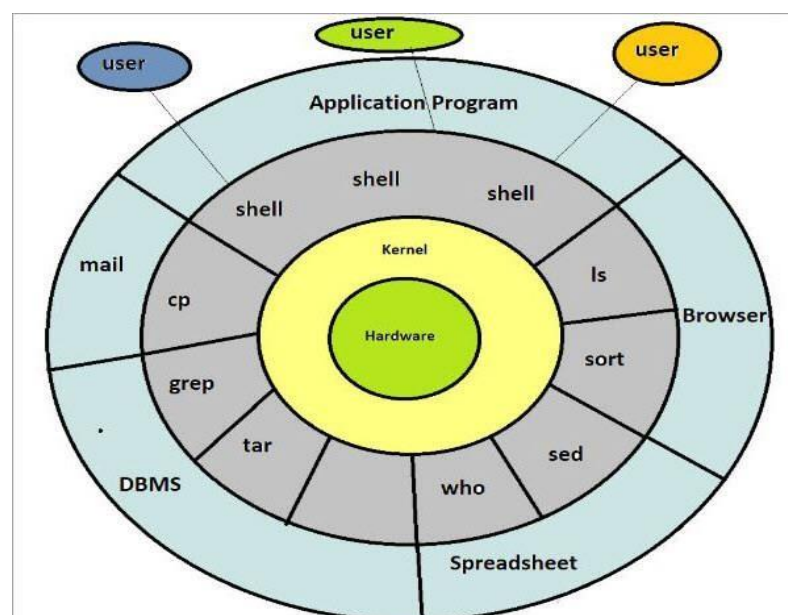 user
user
user
Application Program
shell
shell
shell
mail
cp
Kernel
ls
Hardware
Browser
grep
sort
tar
sed
DBMS
who
Spreadsheet